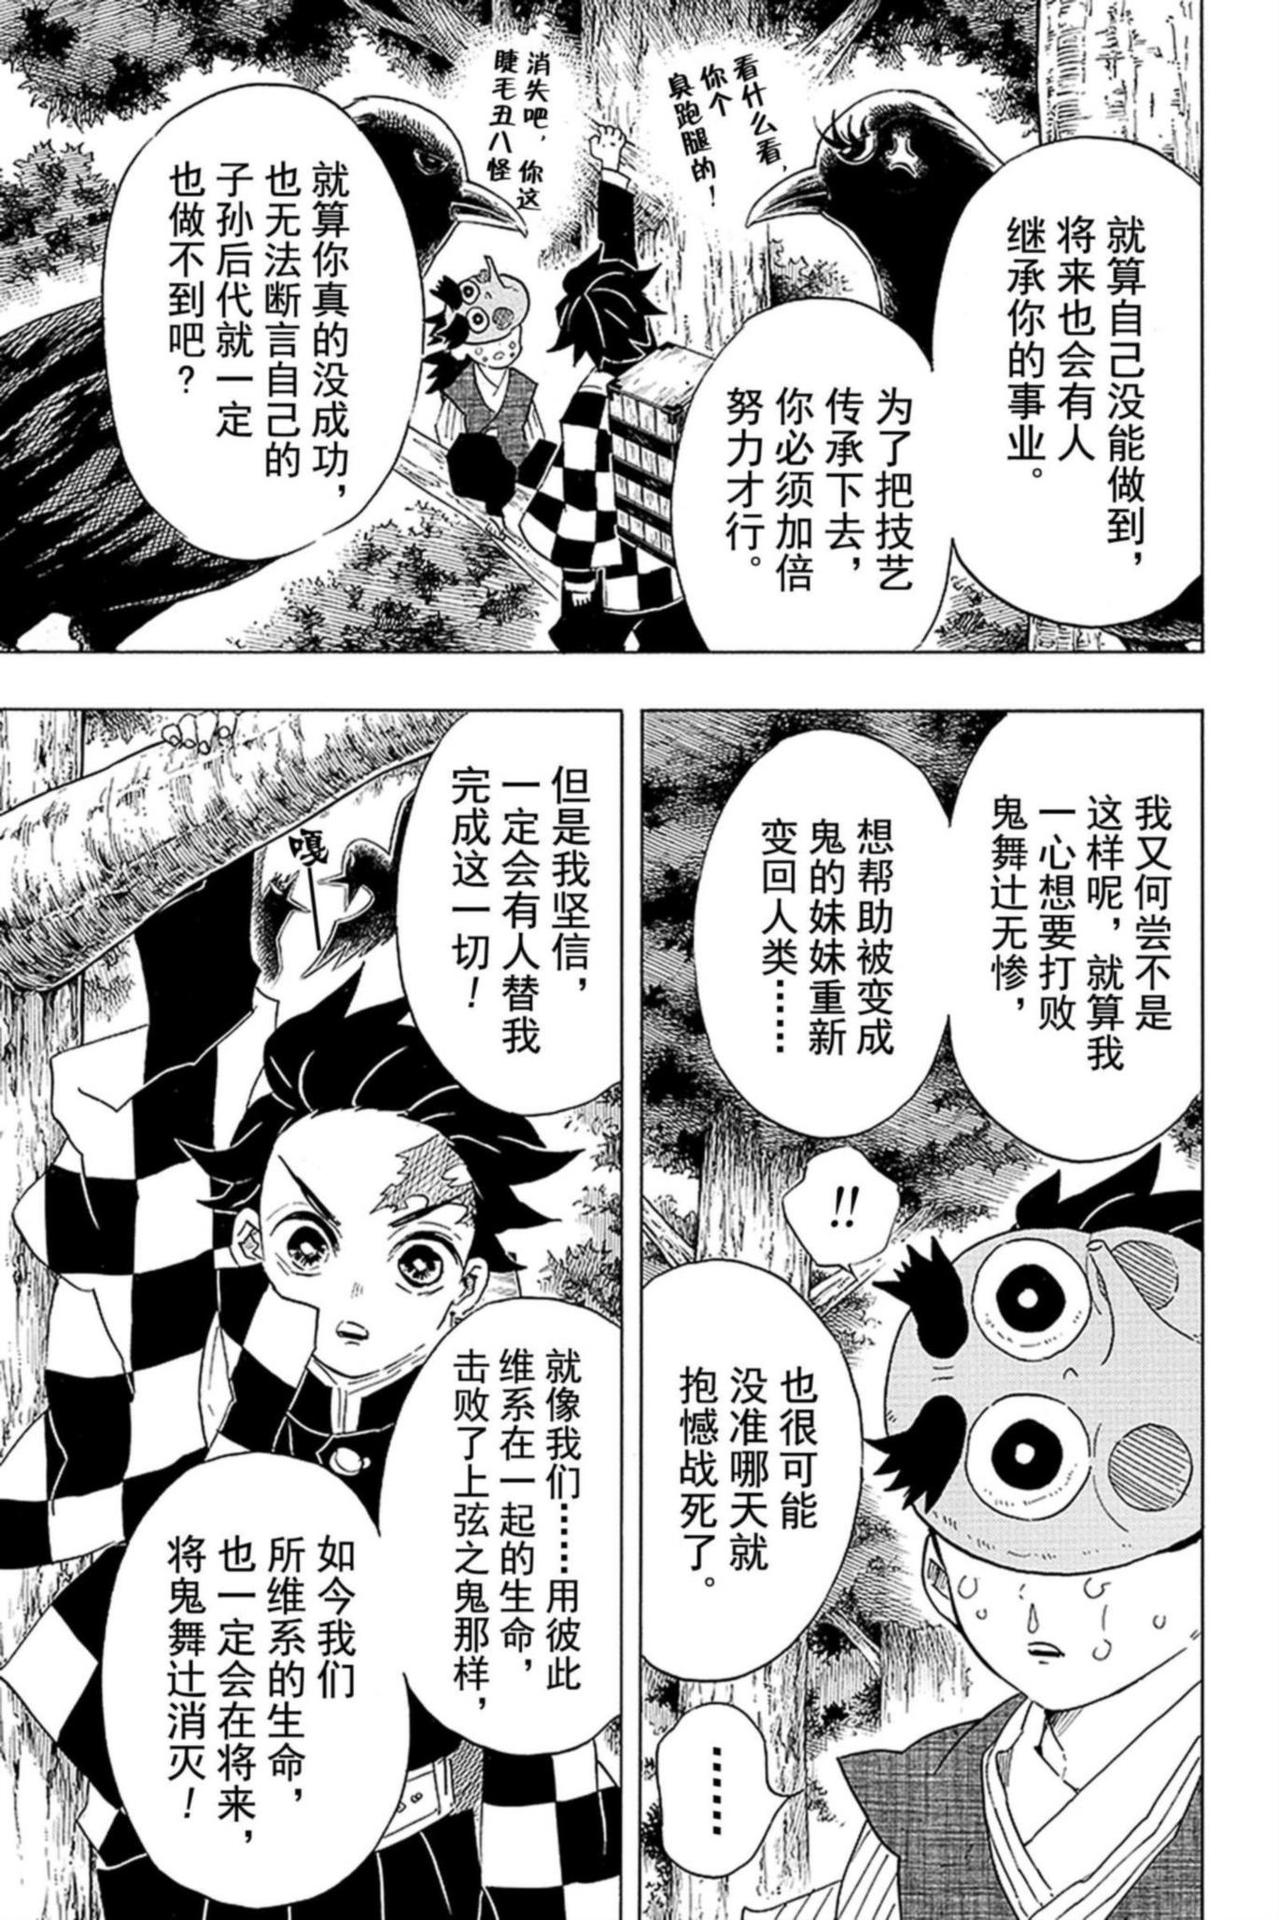 就算自己没能做到，
将来也会有人
继承你的事业。
为了把技艺
传承下去，
你必须加倍
努力才行。
看什么看，
你个
臭跑腿的！
消失吧，你这
睫毛丑八怪
就算你真的没成功，
也无法断言自己的
子孙后代就一定
也做不到吧？
我又何尝不是
这样呢，就算我
一心想要打败
鬼舞辻无惨，
想帮助被变成
鬼的妹妹重新
变回人类……
!!
也很可能
没准哪天就
抱憾战死了。
……
但是我坚信，
一定会有人替我
完成这一切！
嘎
就像我们……用彼此
维系在一起的生命，
击败了上弦之鬼那样，
如今我们
所维系的生命，
也一定会在将来，
将鬼舞辻消灭！